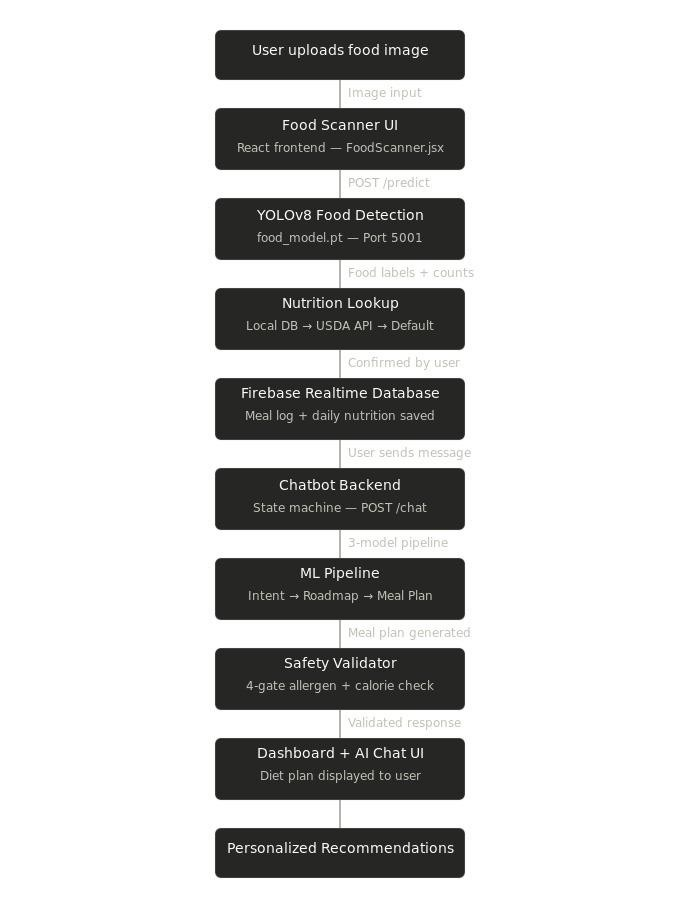 User uploads food image
Image input
Food Scanner UI
React frontend — FoodScanner.jsx
POST /predict
YOLOv8 Food Detection
food_model.pt — Port 5001
Food labels + counts
Nutrition Lookup
Local DB → USDA API → Default
Confirmed by user
Firebase Realtime Database
Meal log + daily nutrition saved
User sends message
Chatbot Backend
State machine — POST /chat
3-model pipeline
ML Pipeline
Intent → Roadmap → Meal Plan
Meal plan generated
Safety Validator
4-gate allergen + calorie check
Validated response
Dashboard + AI Chat UI
Diet plan displayed to user
Personalized Recommendations